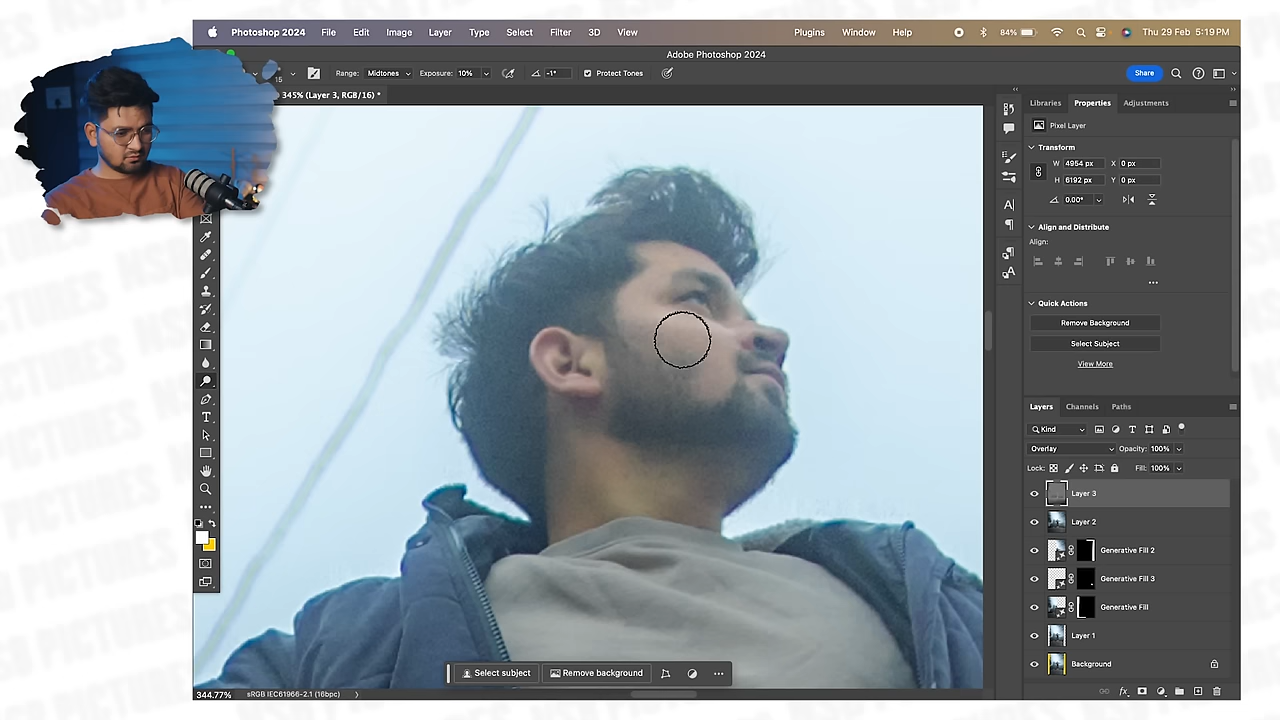 Photoshop 2024 File Edit Image Layer Type Select Filter 3D View Plugins Window Help 84% Thu 29 Feb 5:19 PM
Adobe Photoshop 2024
15 Range: Midtones Exposure: 10% -1° Protect Tones Share
345% (Layer 3, RGB/16) *
Libraries Properties Adjustments
Pixel Layer
Transform
W 4954 px X 0 px
H 6192 px Y 0 px
0.00°
Align and Distribute
Align:
Quick Actions
Remove Background
Select Subject
View More
Layers Channels Paths
Kind
Overlay Opacity: 100%
Lock: Fill: 100%
Layer 3
Layer 2
Generative Fill 2
Generative Fill 3
Generative Fill
Layer 1
Background
Select subject Remove background
344.77% sRGB IEC61966-2.1 (16bpc)